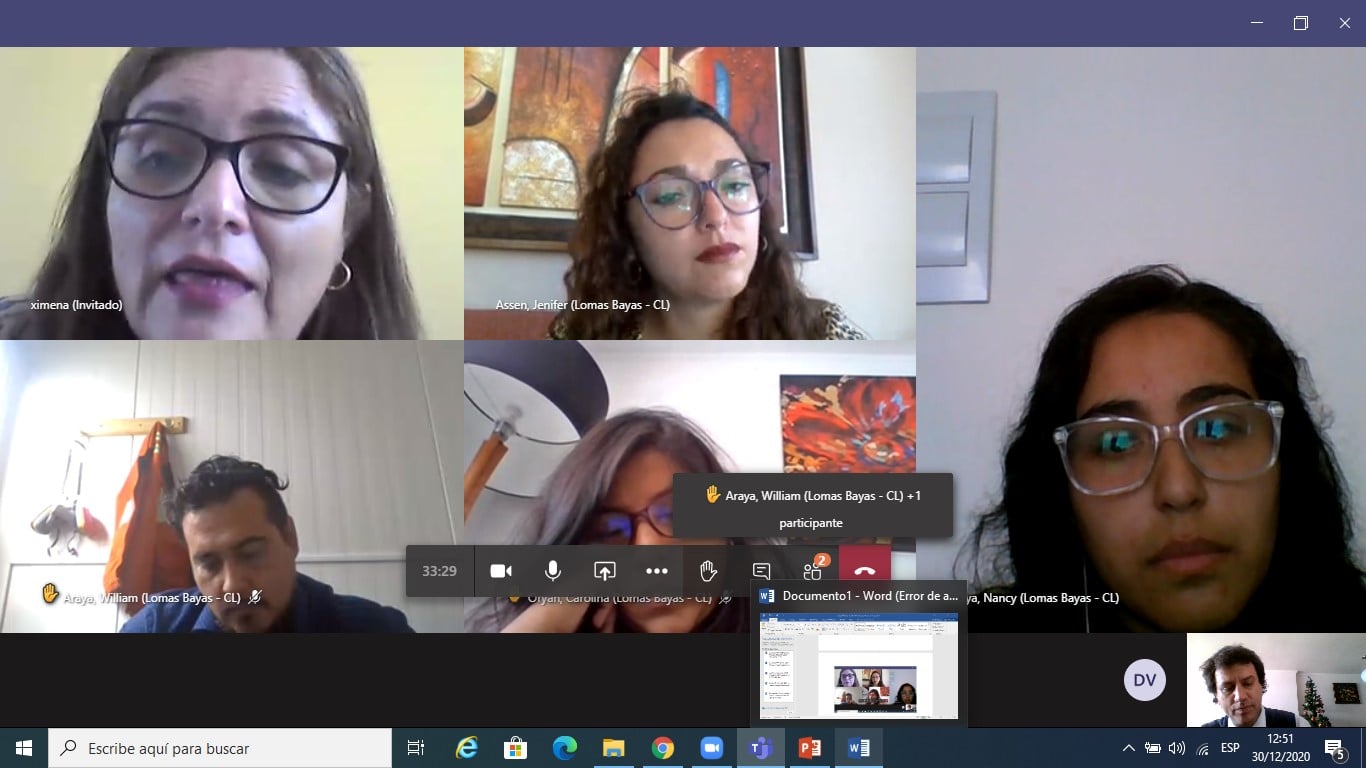 ximena (Invitado)
Assen, Jenifer (Lomas Bayas - CL)
Araya, William (Lomas Bayas - CL) +1
participante
33:29
2
Araya, William (Lomas Bayas - CL)
Carolina (Lomas Bayas - CL)
Nancy (Lomas Bayas - CL)
Documento1 - Word (Error de a...
DV
Escribe aquí para buscar
ESP
12:51
30/12/2020
5